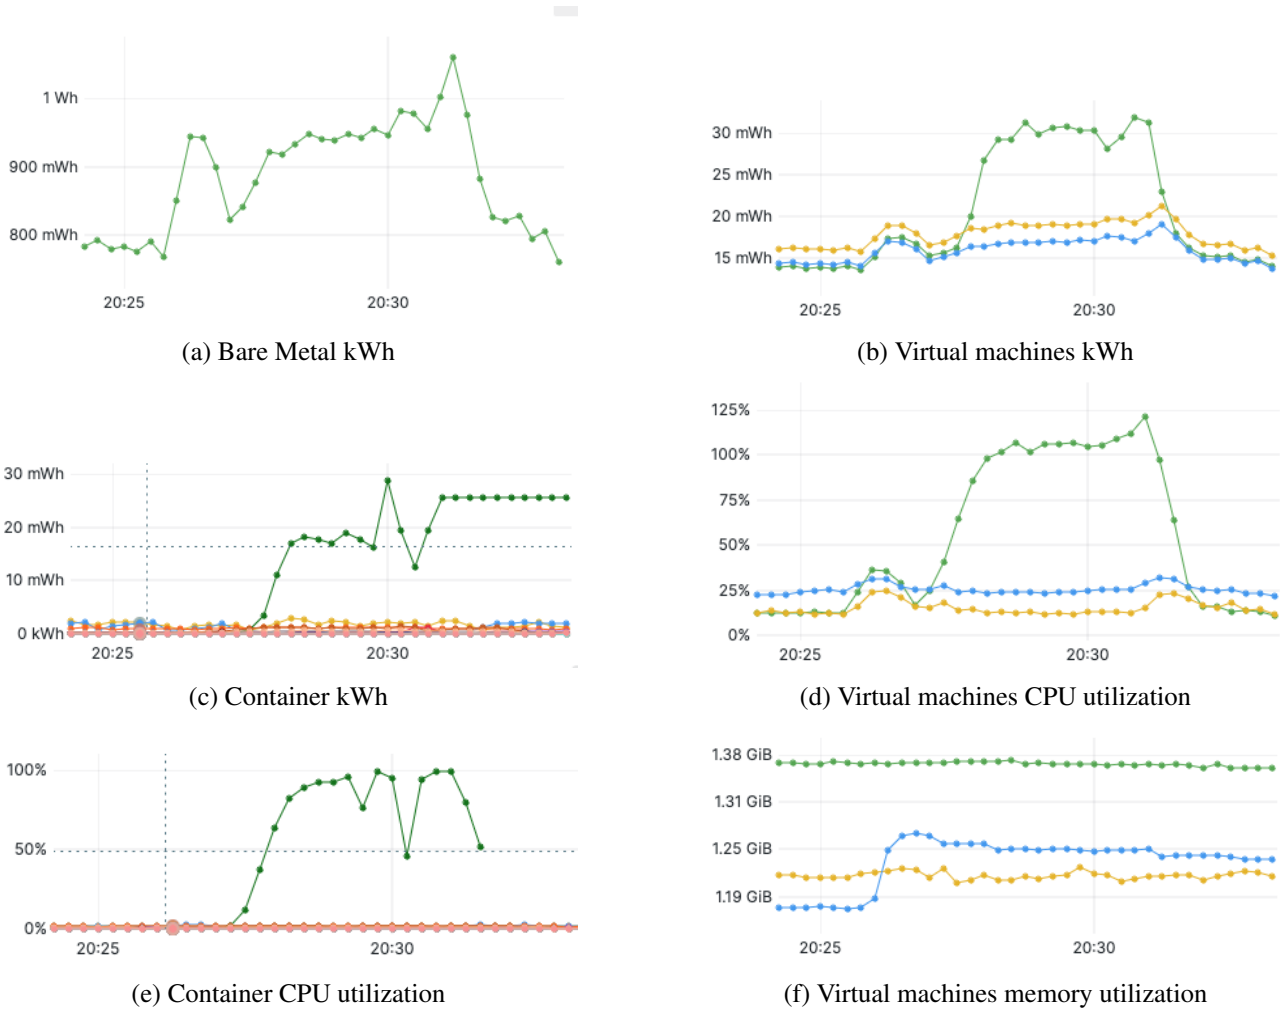 1 Wh
900 mWh
800 mWh
20:25 20:30
(a) Bare Metal kWh
30 mWh
25 mWh
20 mWh
15 mWh
20:25 20:30
(b) Virtual machines kWh
30 mWh
20 mWh
10 mWh
0 kWh
20:25 20:30
(c) Container kWh
125%
100%
75%
50%
25%
0%
20:25 20:30
(d) Virtual machines CPU utilization
100%
50%
0%
20:25 20:30
(e) Container CPU utilization
1.38 GiB
1.31 GiB
1.25 GiB
1.19 GiB
20:25 20:30
(f) Virtual machines memory utilization